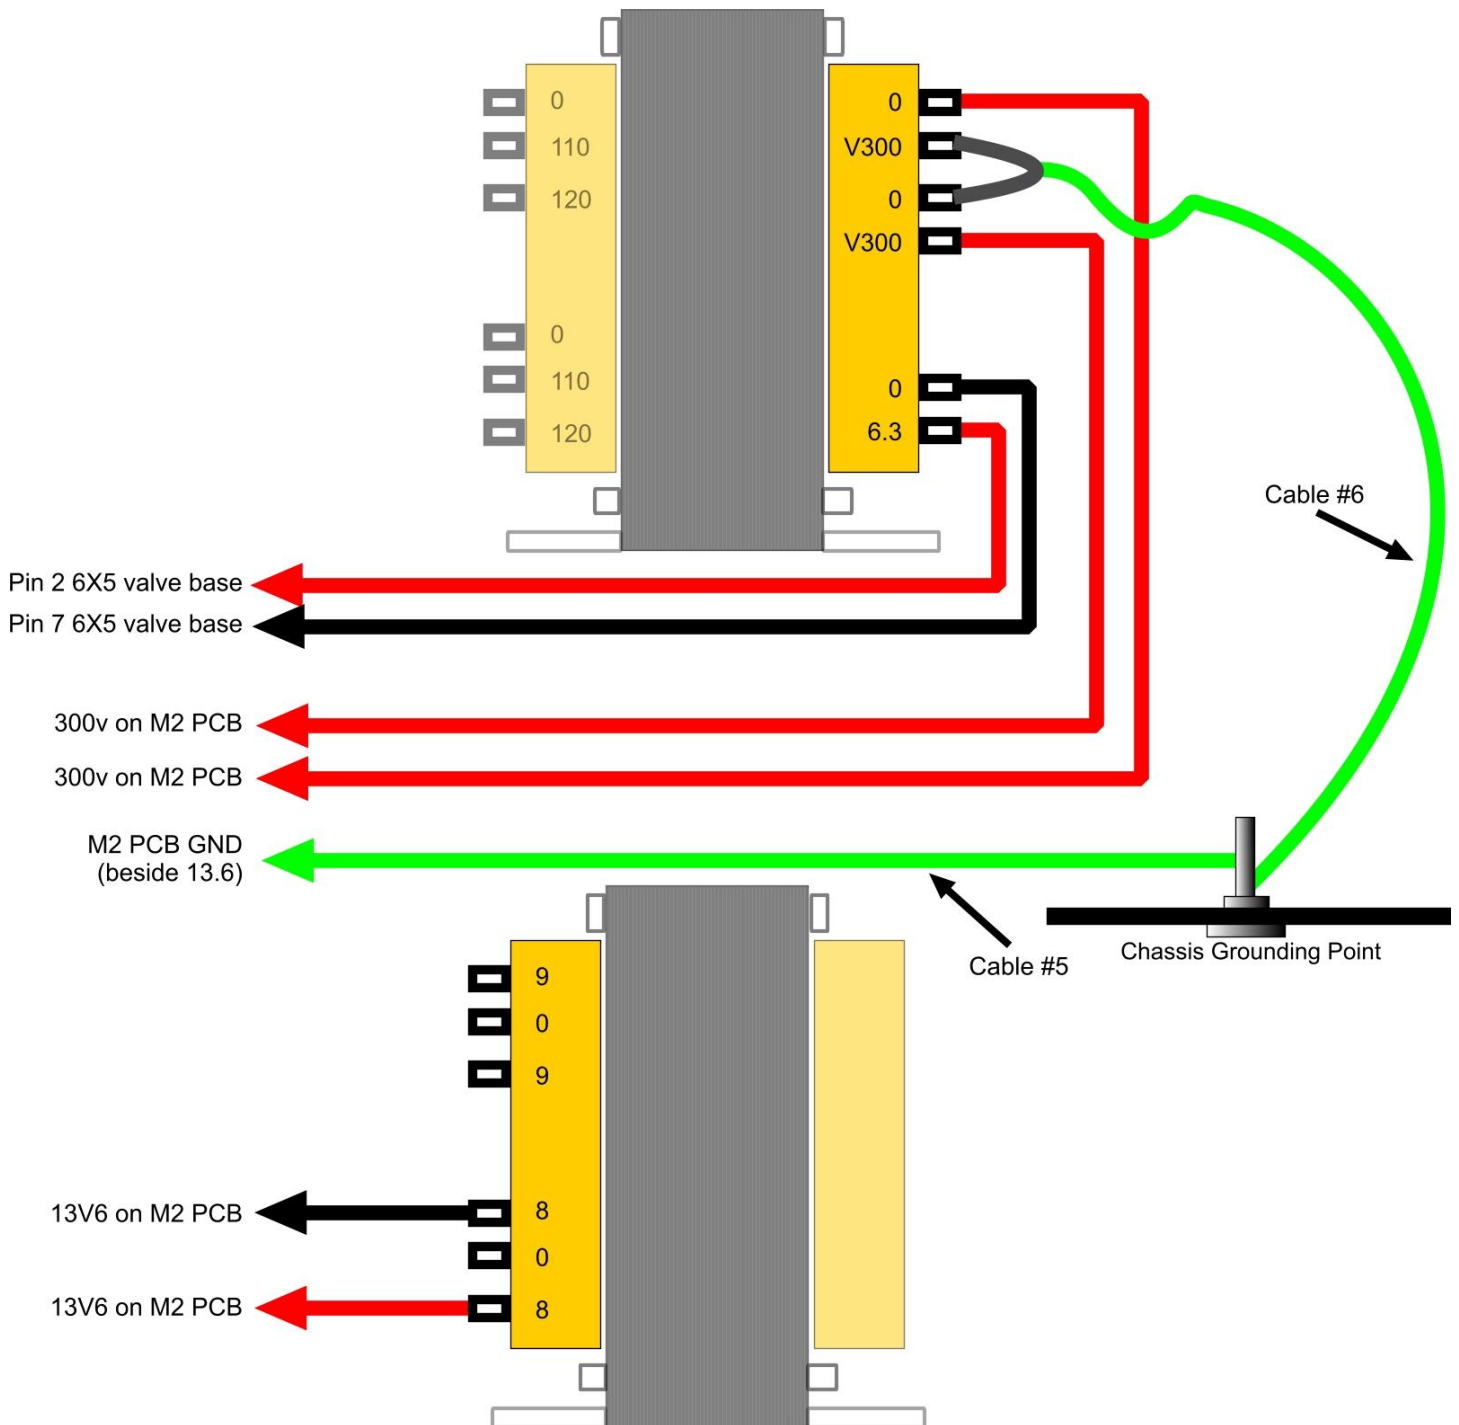 0
110
120
0
110
120
0
V300
0
V300
0
6.3
Cable #6
Pin 2 6X5 valve base
Pin 7 6X5 valve base
300v on M2 PCB
300v on M2 PCB
M2 PCB GND
(beside 13.6)
Cable #5
Chassis Grounding Point
9
0
9
8
0
8
13V6 on M2 PCB
13V6 on M2 PCB